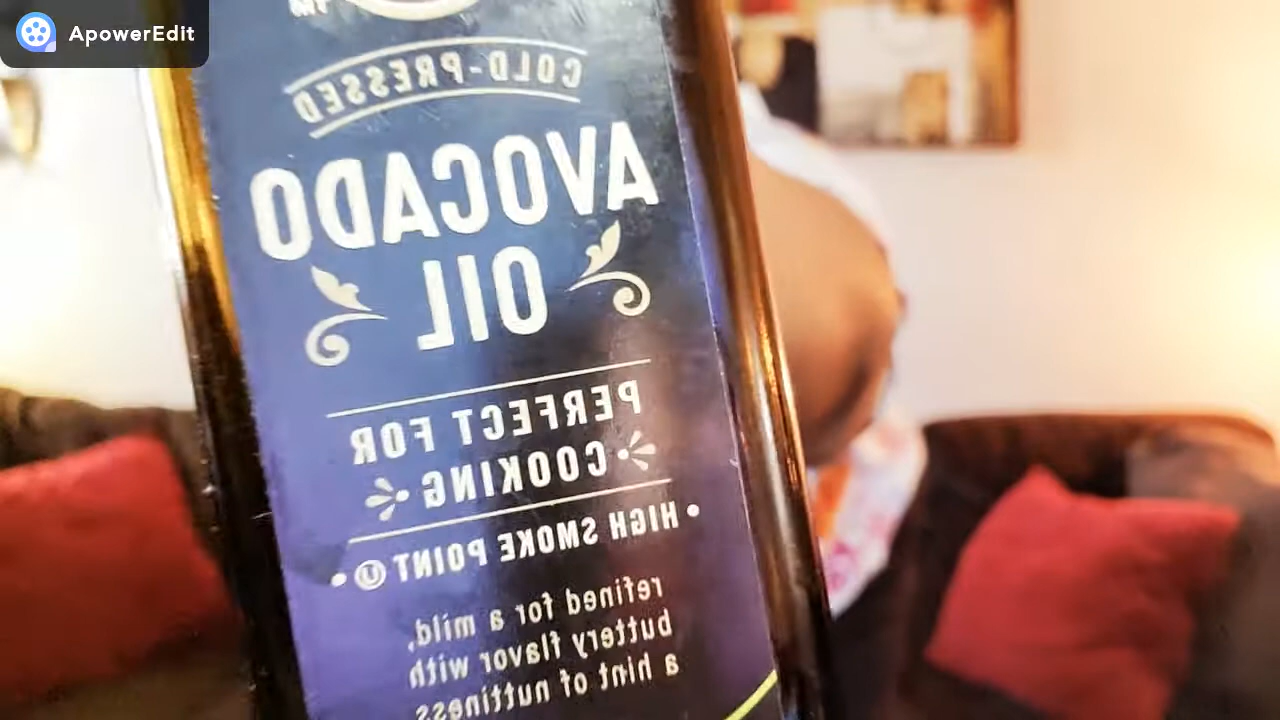 ApowerEdit
TM
COLD-PRESSED
AVOCADO
OIL
PERFECT FOR
COOKING
• HIGH SMOKE POINT Ⓤ •
refined for a mild,
buttery flavor with
a hint of nuttiness